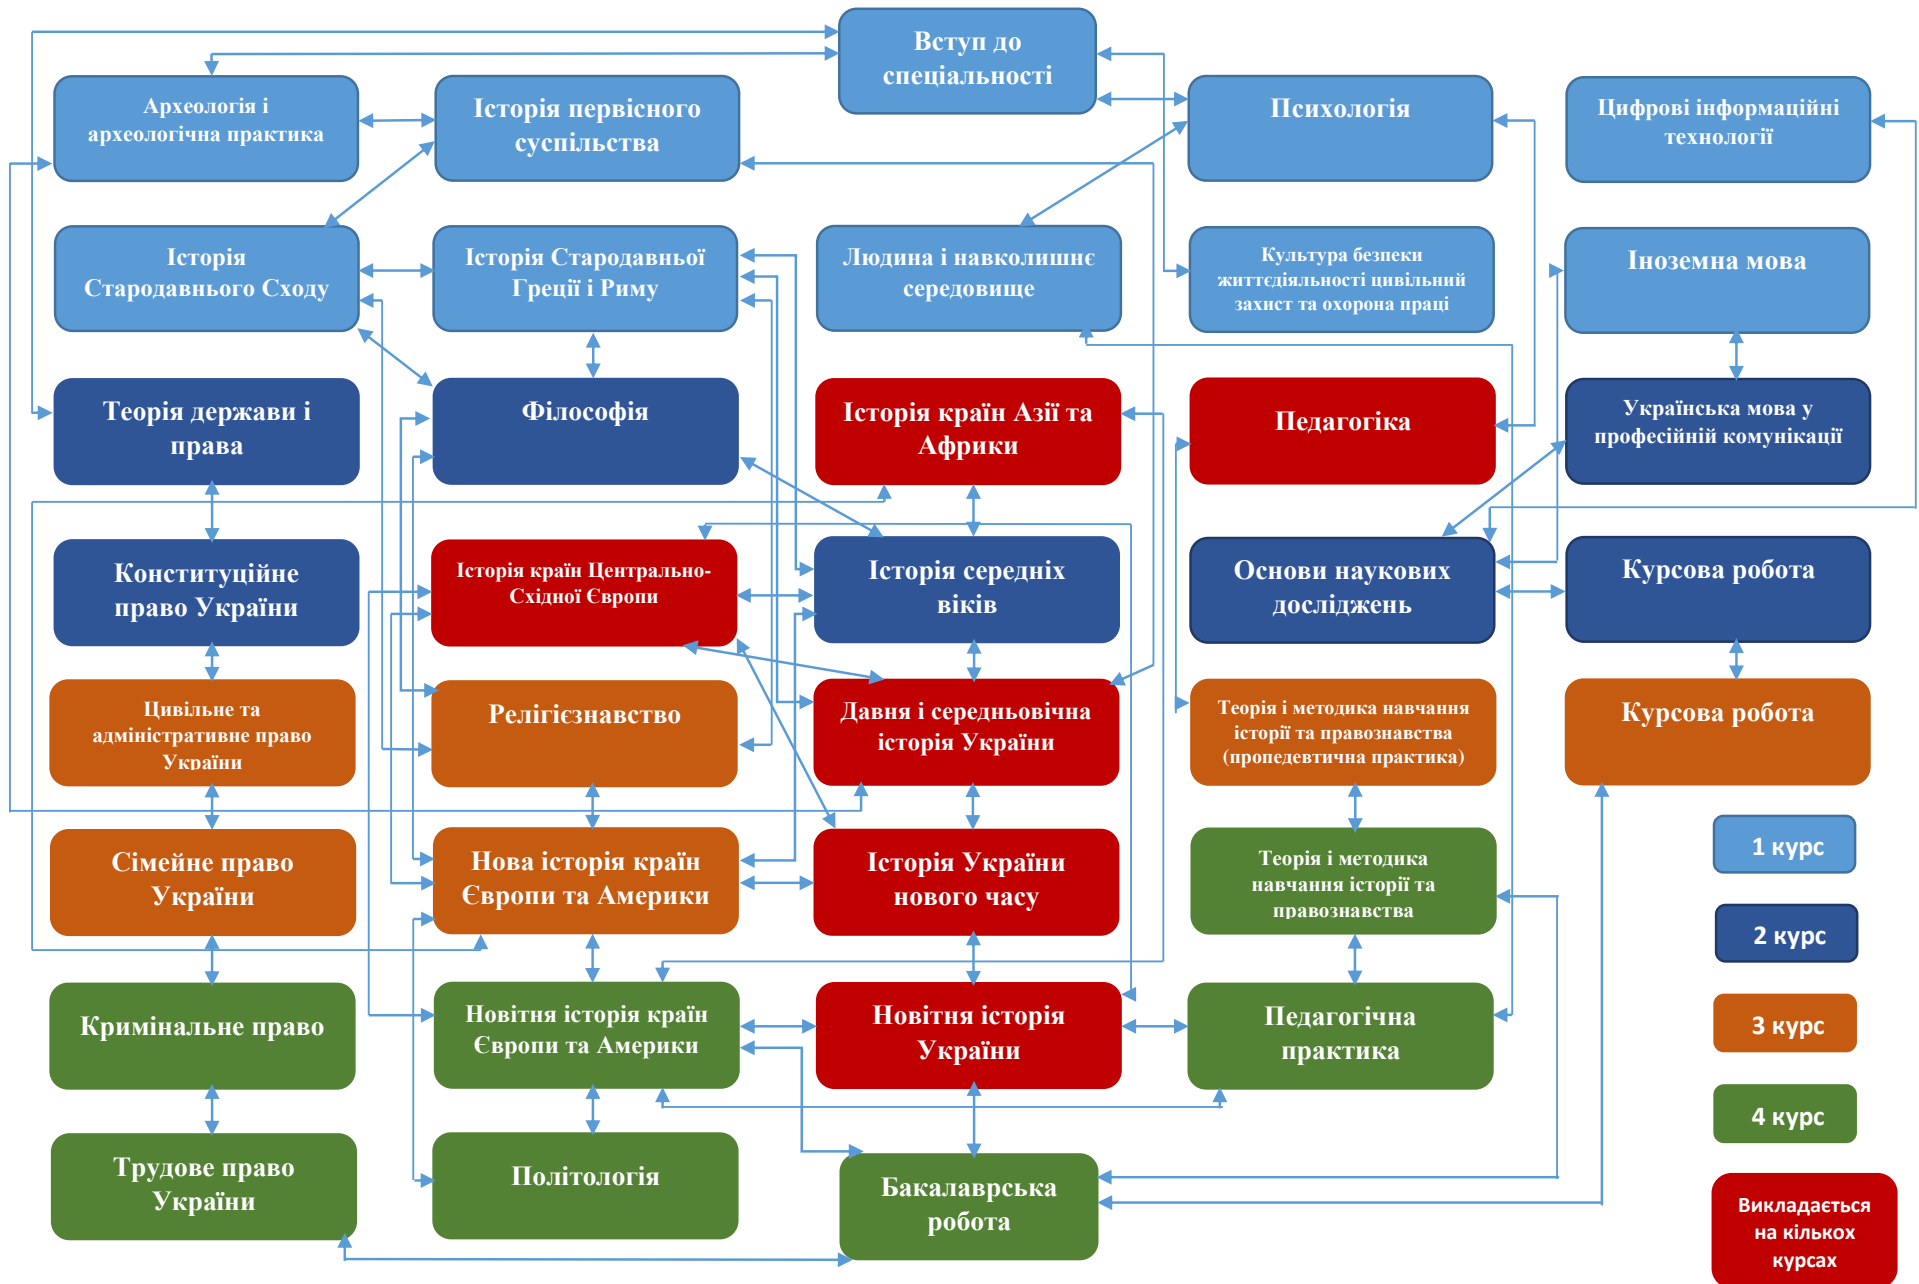 Вступ до
спеціальності
Археологія і
археологічна практика
Історія первісного
суспільства
Психологія
Цифрові інформаційні
технології
Історія
Стародавнього Сходу
Історія Стародавньої
Греції і Риму
Людина і навколишнє
середовище
Культура безпеки
життєдіяльності цивільний
захист та охорона праці
Іноземна мова
Теорія держави і
права
Філософія
Історія країн Азії та
Африки
Педагогіка
Українська мова у
професійній комунікації
Конституційне
право України
Історія країн Центрально-
Східної Європи
Історія середніх
віків
Основи наукових
досліджень
Курсова робота
Цивільне та
адміністративне право
України
Релігієзнавство
Давня і середньовічна
історія України
Теорія і методика навчання
історії та правознавства
(пропедевтична практика)
Курсова робота
Сімейне право
України
Нова історія країн
Європи та Америки
Історія України
нового часу
Теорія і методика
навчання історії та
правознавства
1 курс
2 курс
Кримінальне право
Новітня історія країн
Європи та Америки
Новітня історія
України
Педагогічна
практика
3 курс
4 курс
Трудове право
України
Політологія
Бакалаврська
робота
Викладається
на кількох
курсах